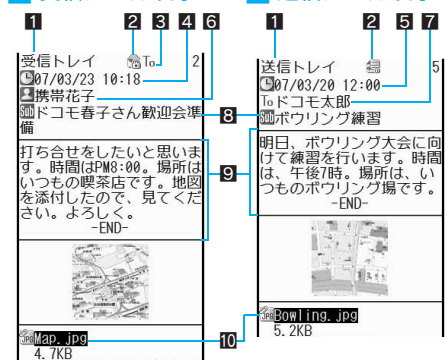 1 2 3 4 6
受信トレイ To 2
07/03/23 10:18
携帯花子
Sub ドコモ春子さん歓迎会準
備
打ち合せをしたいと思いま
す。時間はPM8:00。場所は
いつもの喫茶店です。地図
を添付したので、見てくだ
さい。よろしく。
-END-
Map.jpg
4.7KB
8
9
10
1 2 5 7
送信トレイ 5
07/03/20 12:00
To ドコモ太郎
Sub ボウリング練習
明日、ボウリング大会に向
けて練習を行います。時間
は、午後7時。場所は、い
つものボウリング場です。
-END-
Bowling.jpg
5.2KB